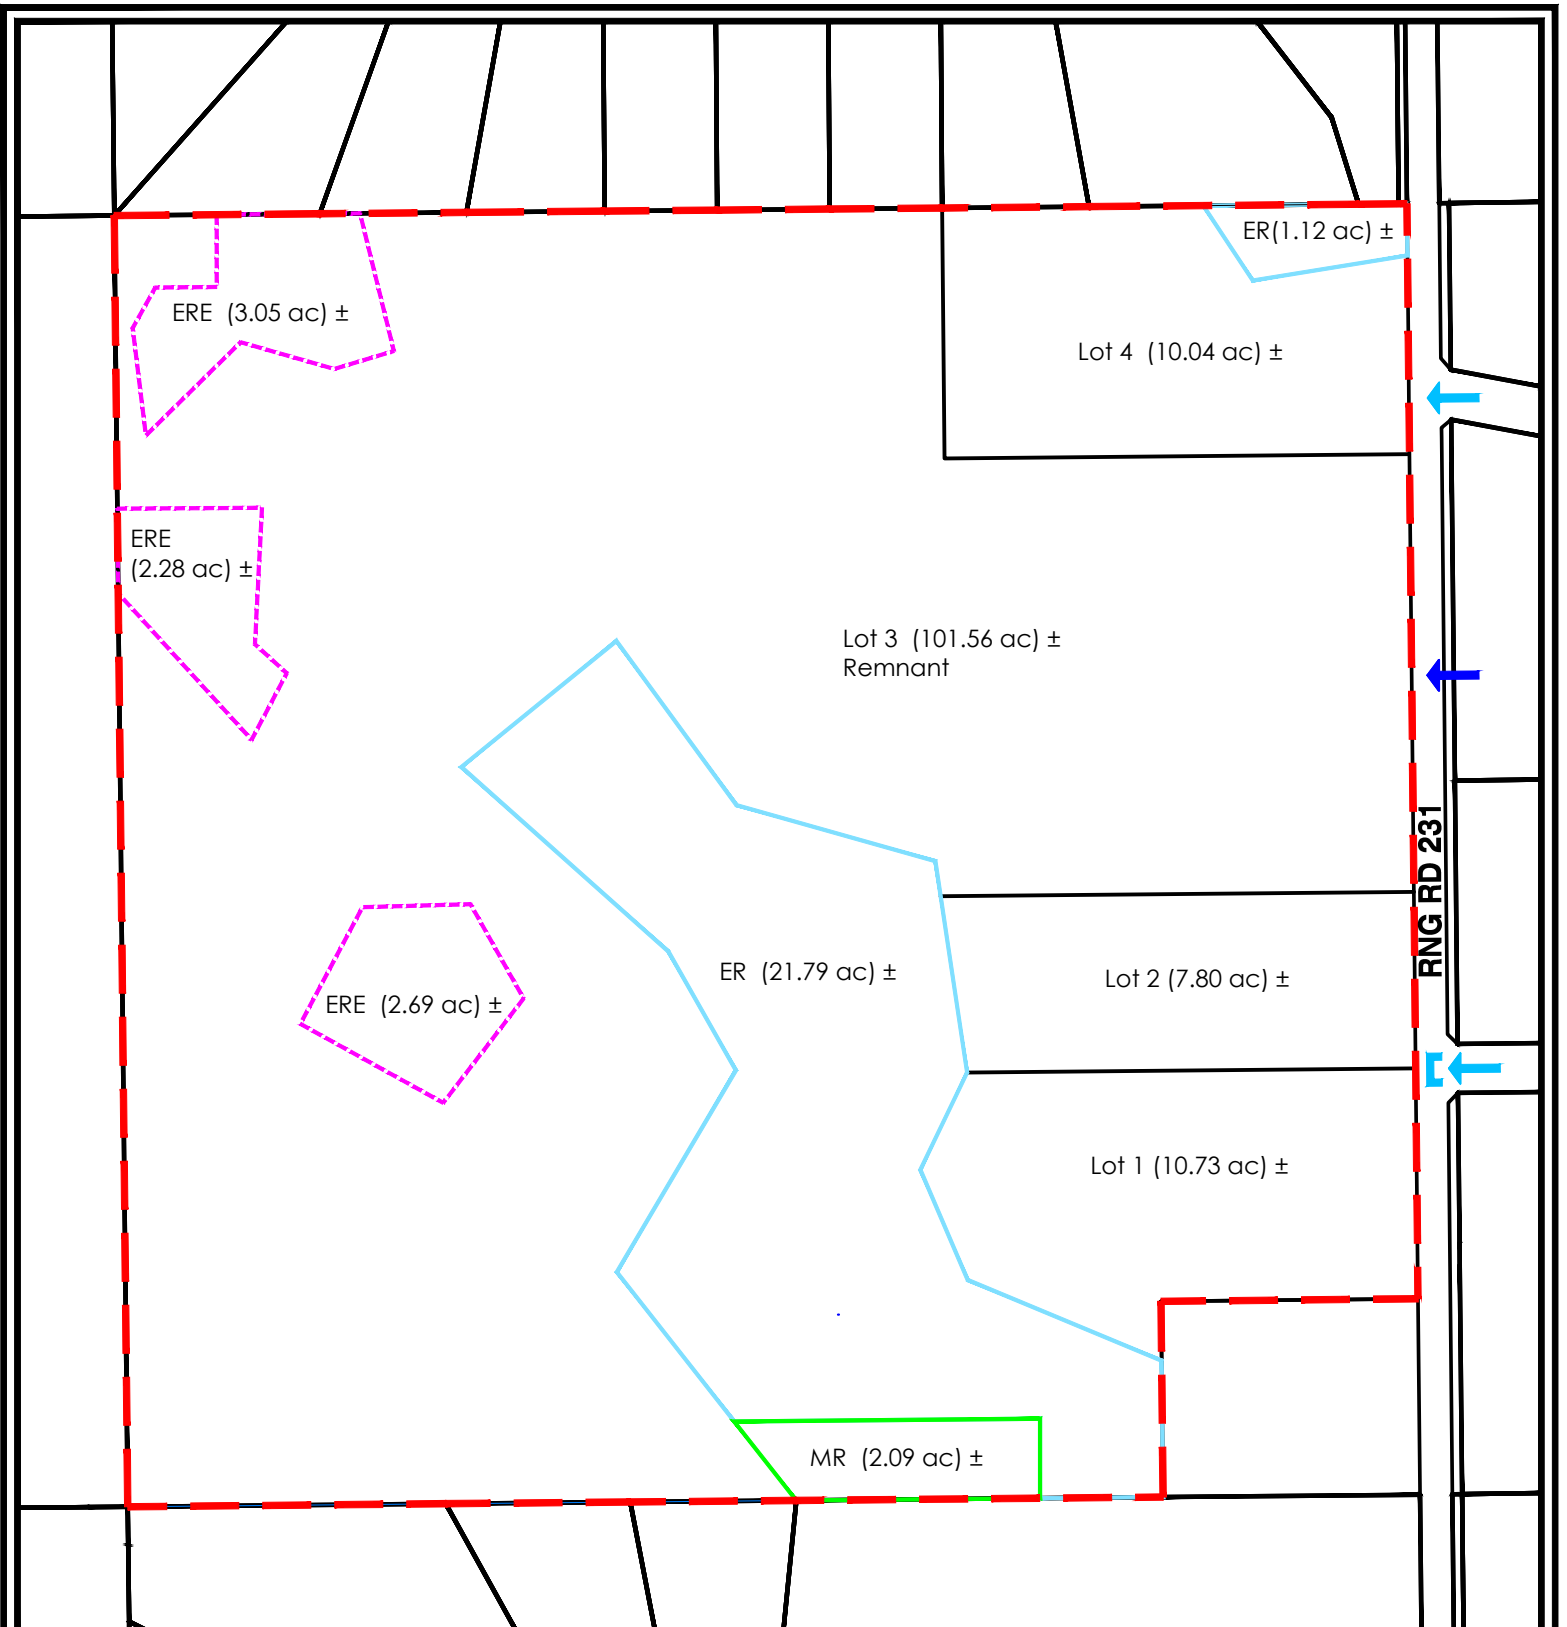 ER(1.12 ac) ±
ERE (3.05 ac) ±
Lot 4 (10.04 ac) ±
ERE
(2.28 ac) ±
Lot 3 (101.56 ac) ±
Remnant
RNG RD 231
ER (21.79 ac) ±
Lot 2 (7.80 ac) ±
ERE (2.69 ac) ±
Lot 1 (10.73 ac) ±
MR (2.09 ac) ±